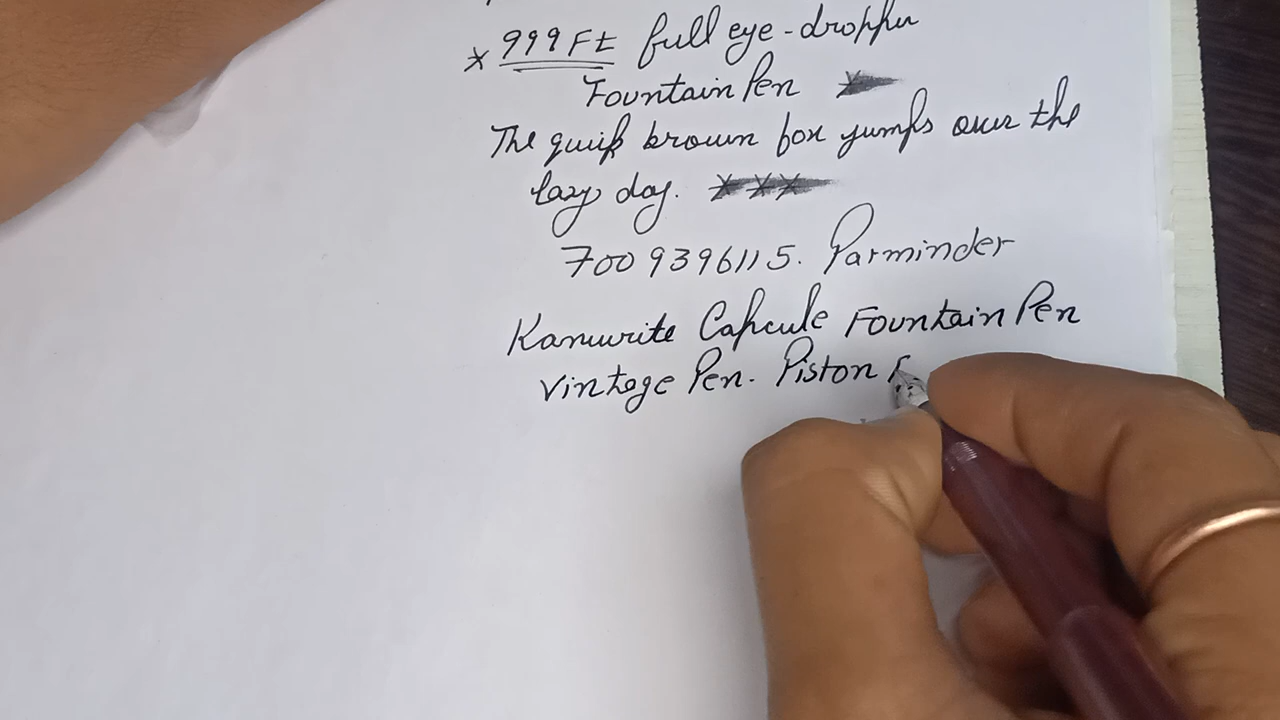 * 999 Ft full eye-dropper
Fountain Pen *
The quick brown fox jumps over the
lazy dog. ***
7009396115. Parminder
Kanwrite Capcule Fountain Pen
Vintage Pen. Piston